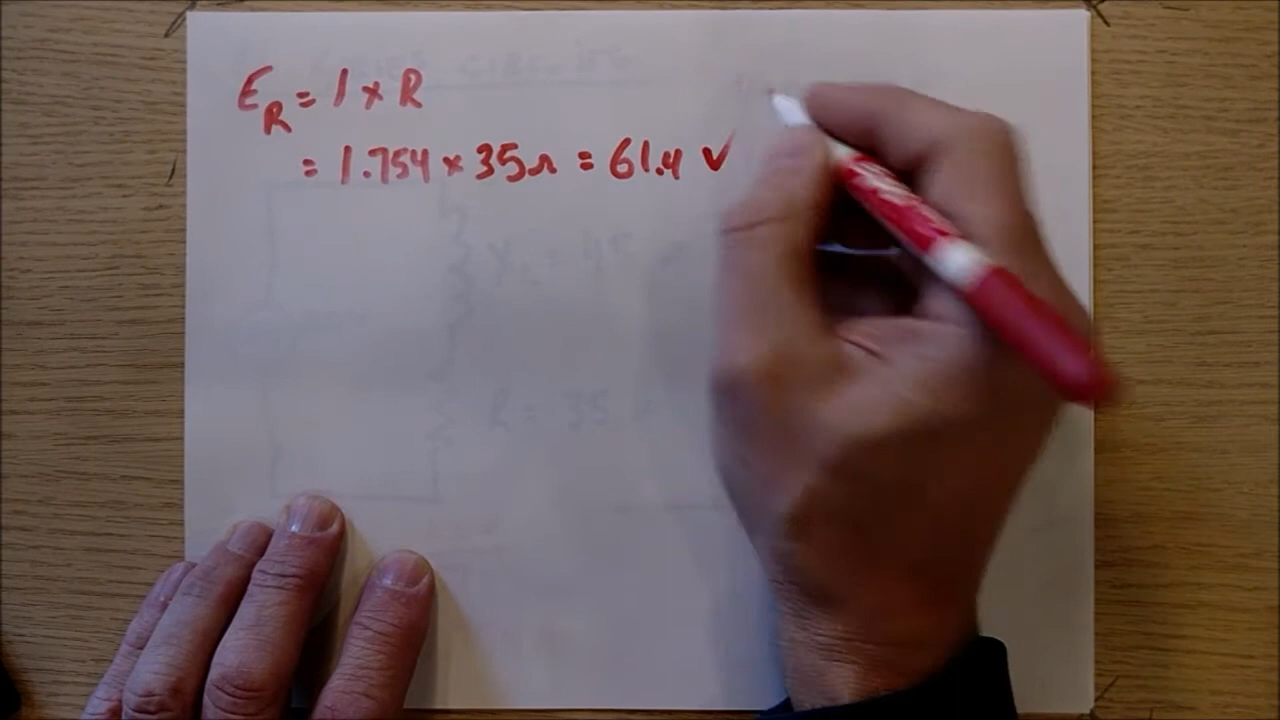 E_R = I × R
= 1.754 × 35Ω = 61.4 V